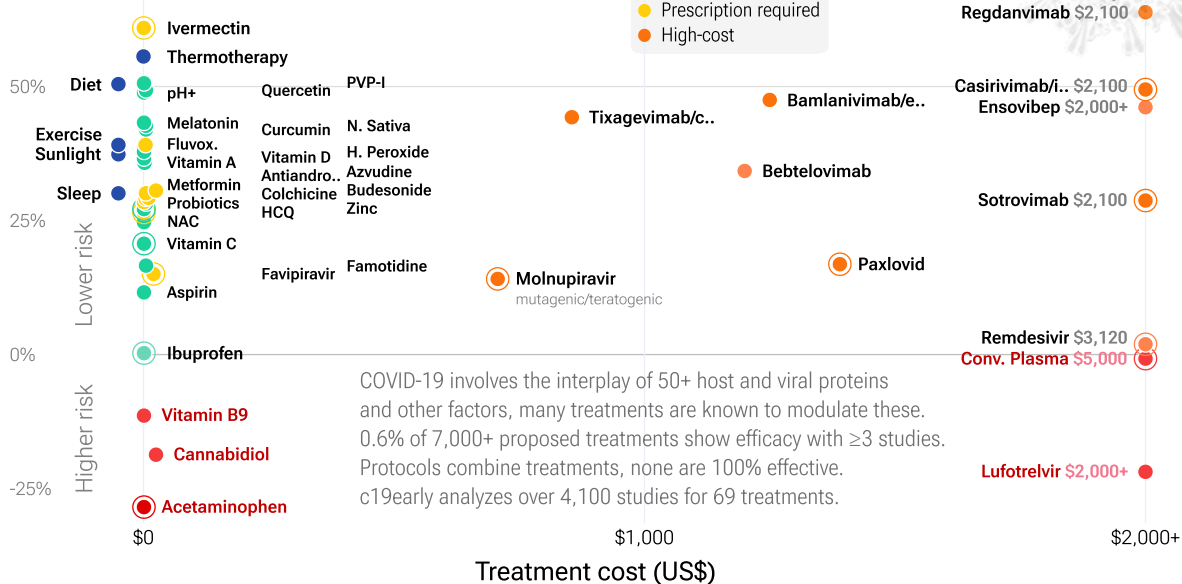 Prescription required
High-cost
Regdanvimab $2,100
Ivermectin
Thermotherapy
50%
Diet
pH+
Quercetin
PVP-I
Casirivimab/i.. $2,100
Bamlanivimab/e..
Ensovibep $2,000+
Melatonin
Curcumin
N. Sativa
Tixagevimab/c..
Exercise
Fluvox.
Sunlight
Vitamin A
Vitamin D
H. Peroxide
Antiandro..
Azvudine
Bebtelovimab
Sleep
Metformin
Colchicine
Budesonide
Probiotics
HCQ
Zinc
Sotrovimab $2,100
25%
NAC
Vitamin C
Lower risk
Favipiravir
Famotidine
Paxlovid
Molnupiravir
mutagenic/teratogenic
Aspirin
Remdesivir $3,120
0%
Ibuprofen
Conv. Plasma $5,000
COVID-19 involves the interplay of 50+ host and viral proteins
and other factors, many treatments are known to modulate these.
0.6% of 7,000+ proposed treatments show efficacy with ≥3 studies.
Protocols combine treatments, none are 100% effective.
c19early analyzes over 4,100 studies for 69 treatments.
Higher risk
Vitamin B9
Cannabidiol
Lufotrelvir $2,000+
-25%
Acetaminophen
$0
$1,000
$2,000+
Treatment cost (US$)